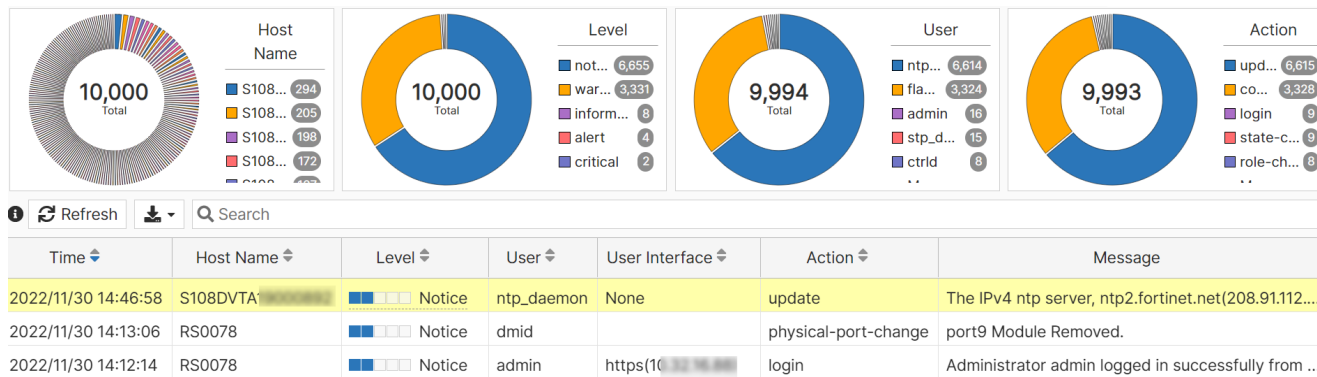 Host Name
10,000
Total
S108... 294
S108... 205
S108... 198
S108... 172
Level
10,000
Total
not... 6,655
war... 3,331
inform... 8
alert 4
critical 2
User
9,994
Total
ntp... 6,614
fla... 3,324
admin 16
stp_d... 15
ctrld 8
Action
9,993
Total
upd... 6,615
co... 3,328
login 9
state-c... 9
role-ch... 8
Refresh
Search
Time Host Name Level User User Interface Action Message
2022/11/30 14:46:58 S108DVTA Notice ntp_daemon None update The IPv4 ntp server, ntp2.fortinet.net(208.91.112....
2022/11/30 14:13:06 RS0078 Notice dmid physical-port-change port9 Module Removed.
2022/11/30 14:12:14 RS0078 Notice admin https(10 login Administrator admin logged in successfully from ...